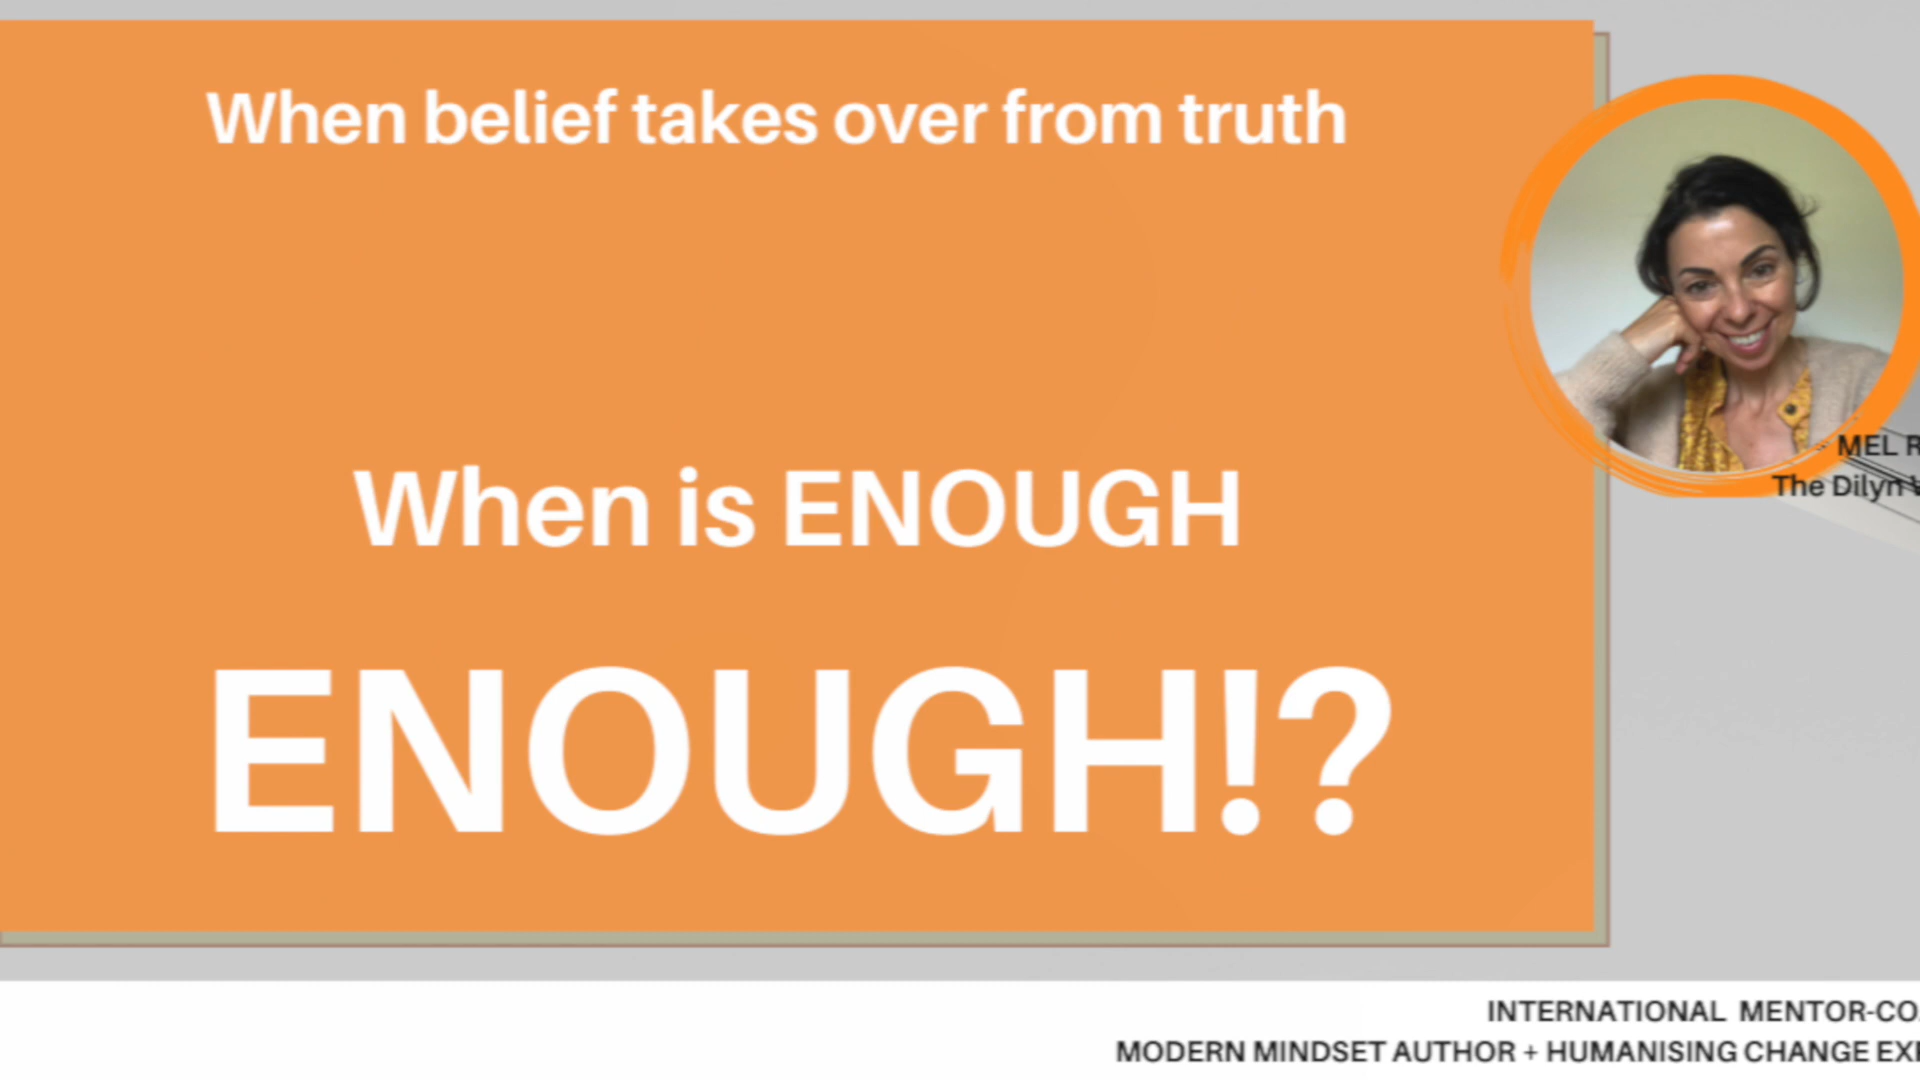 When belief takes over from truth
When is ENOUGH
ENOUGH!?
MEL R
The Dilyn
INTERNATIONAL MENTOR-CO
MODERN MINDSET AUTHOR + HUMANISING CHANGE EX